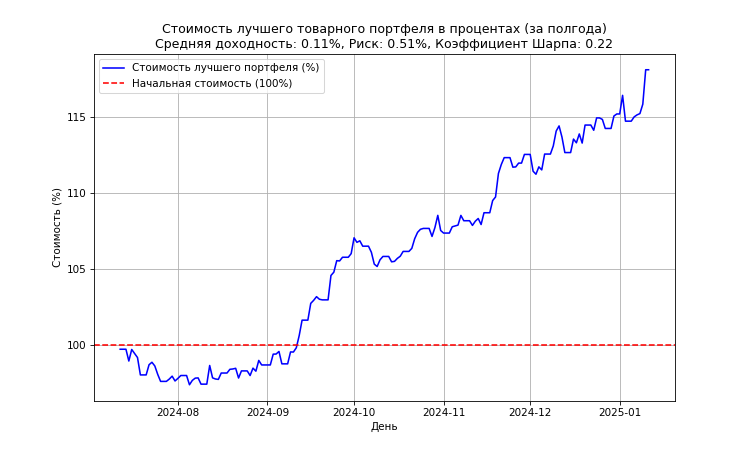 Стоимость лучшего товарного портфеля в процентах (за полгода)
Средняя доходность: 0.11%, Риск: 0.51%, Коэффициент Шарпа: 0.22
Стоимость лучшего портфеля (%)
Начальная стоимость (100%)
Стоимость (%)
115
110
105
100
2024-08
2024-09
2024-10
2024-11
2024-12
2025-01
День